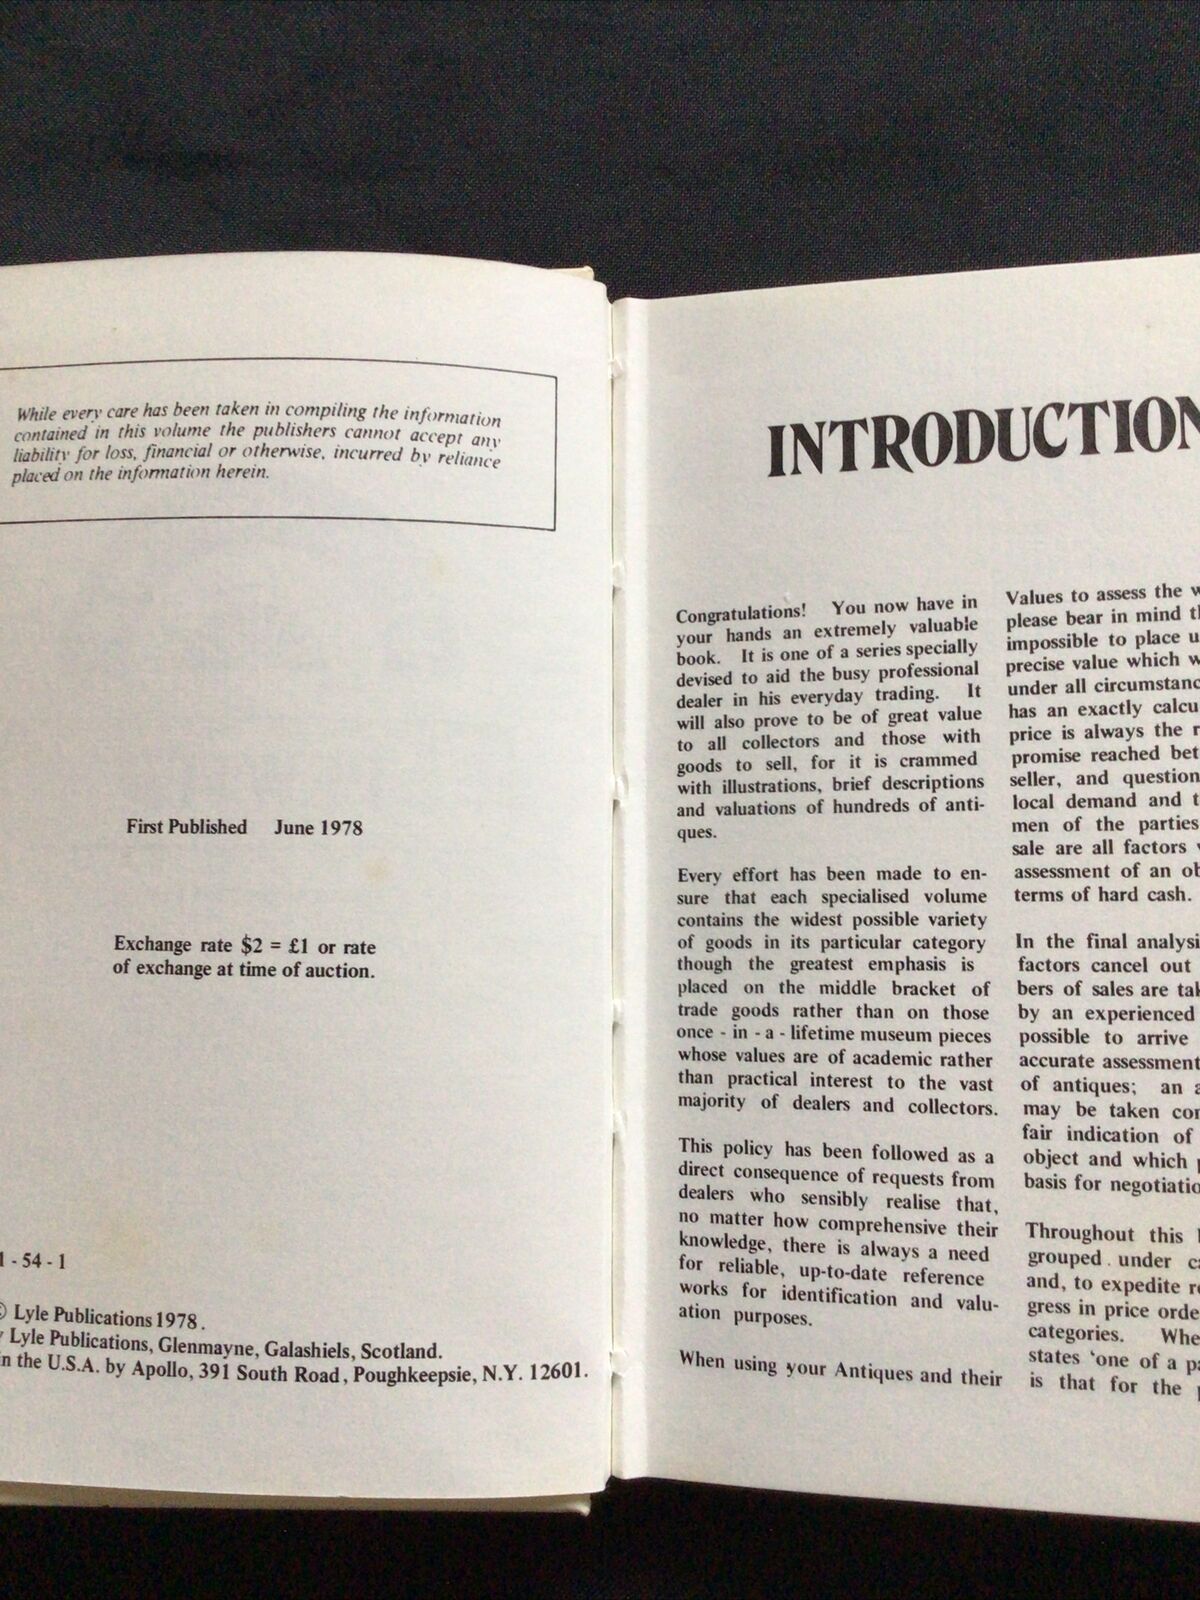 While every care has been taken in compiling the information
contained in this volume the publishers cannot accept any
liability for loss, financial or otherwise, incurred by reliance
placed on the information herein.
First Published June 1978
Exchange rate $2 = £1 or rate
of exchange at time of auction.
- 54 - 1
Lyle Publications 1978.
Lyle Publications, Glenmayne, Galashiels, Scotland.
in the U.S.A. by Apollo, 391 South Road, Poughkeepsie, N.Y. 12601.
INTRODUCTION
Congratulations! You now have in
your hands an extremely valuable
book. It is one of a series specially
devised to aid the busy professional
dealer in his everyday trading. It
will also prove to be of great value
to all collectors and those with
goods to sell, for it is crammed
with illustrations, brief descriptions
and valuations of hundreds of anti-
ques.
Every effort has been made to en-
sure that each specialised volume
contains the widest possible variety
of goods in its particular category
though the greatest emphasis is
placed on the middle bracket of
trade goods rather than on those
once - in - a - lifetime museum pieces
whose values are of academic rather
than practical interest to the vast
majority of dealers and collectors.
This policy has been followed as a
direct consequence of requests from
dealers who sensibly realise that,
no matter how comprehensive their
knowledge, there is always a need
for reliable, up-to-date reference
works for identification and valu-
ation purposes.
When using your Antiques and their
Values to assess the
please bear in mind
impossible to place
precise value which
under all
has an exactly
price is always the
promise reached
seller, and
local demand and
men of the parties
sale are all factors
assessment of an
terms of hard cash.
In the final
factors cancel out
bers of sales are
by an experienced
possible to arrive
accurate assessment
of antiques; an
may be taken
fair indication of
object and which
basis for
Throughout this
grouped under
and, to expedite
gress in price
categories.
states 'one of a
is that for the